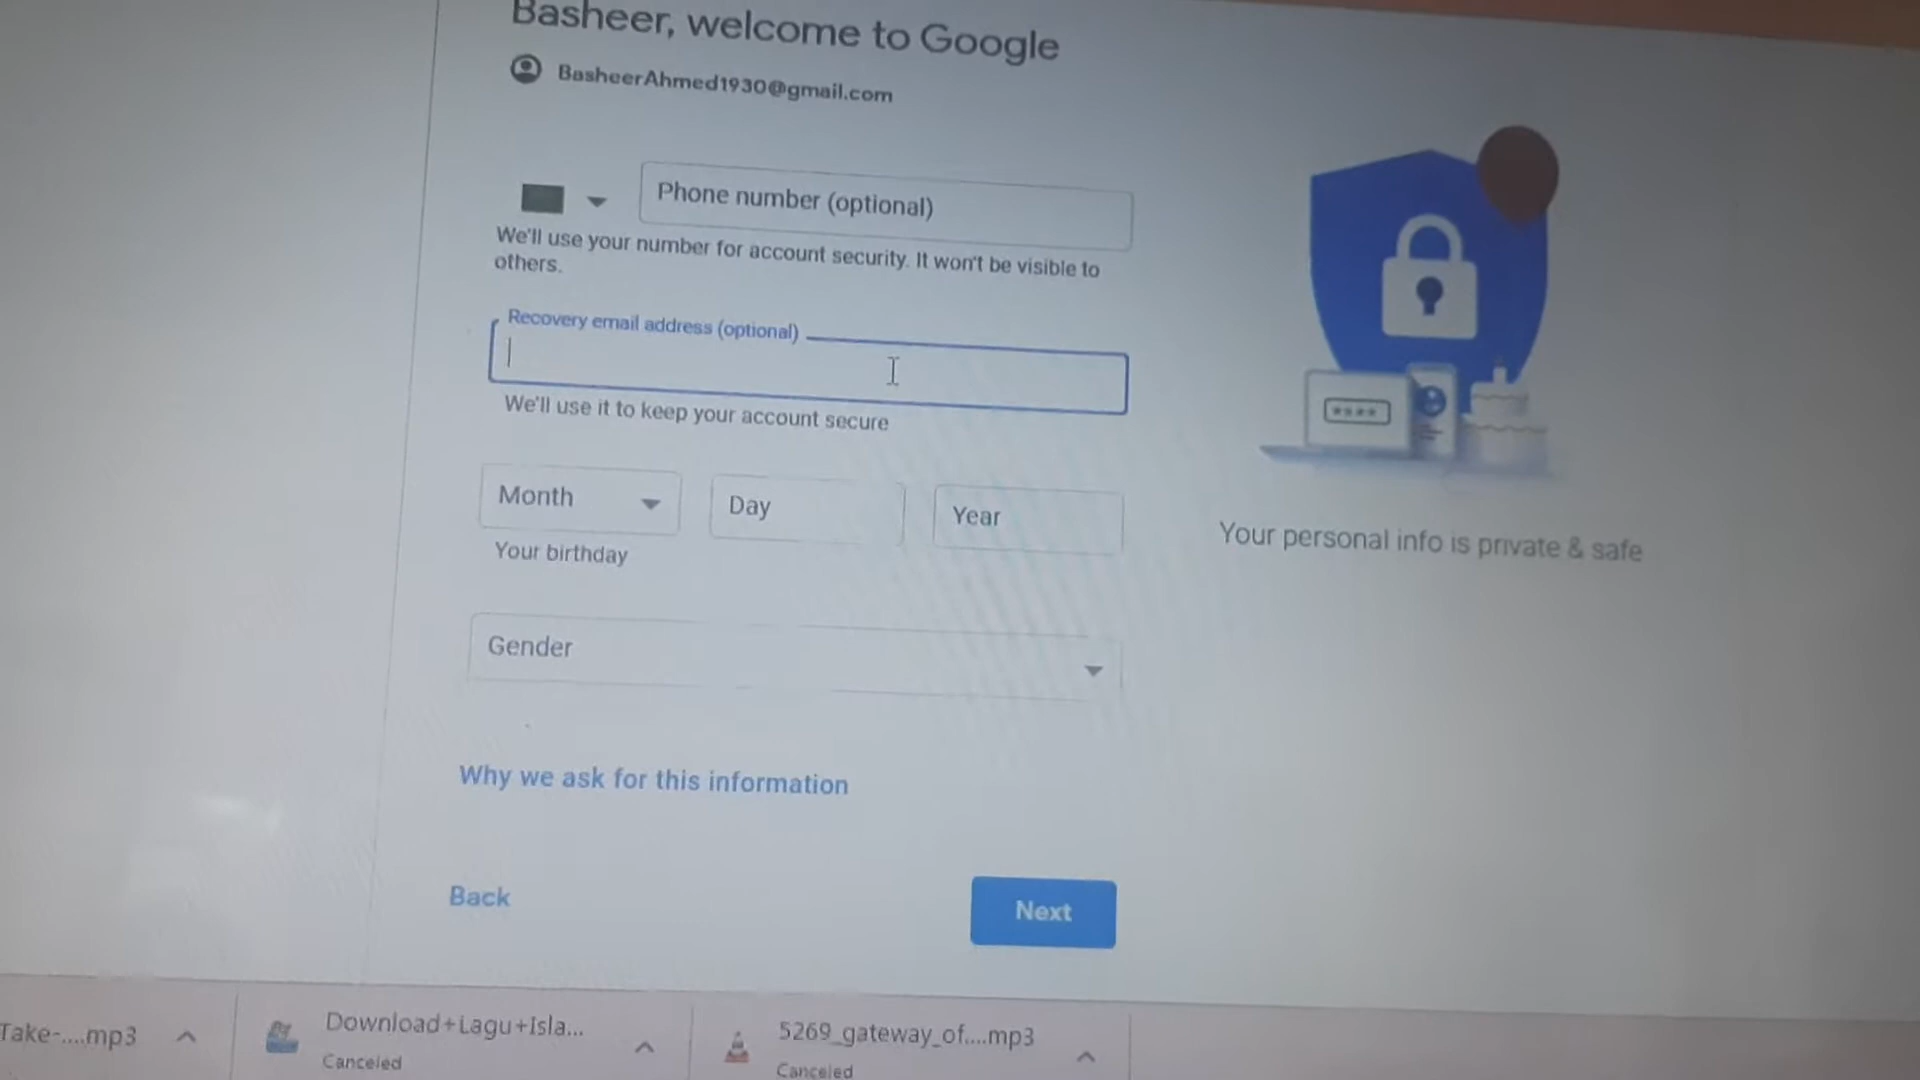 Basheer, welcome to Google
BasheerAhmed1930@gmail.com
Phone number (optional)
We'll use your number for account security. It won't be visible to
others.
Recovery email address (optional)
We'll use it to keep your account secure
Month
Day
Year
Your birthday
Your personal info is private & safe
Gender
Why we ask for this information
Back
Next
Take-....mp3
Download+Lagu+Isla...
Canceled
5269_gateway_of....mp3
Canceled